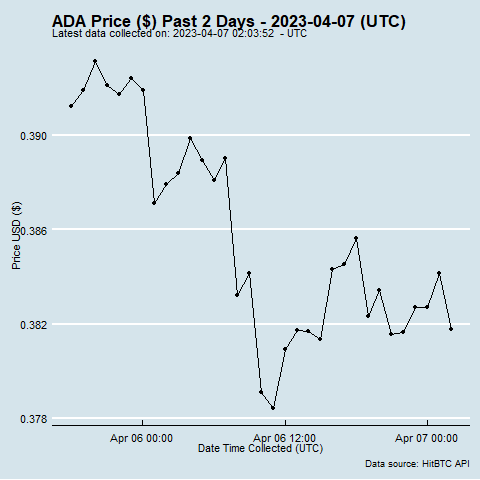 ADA Price ($) Past 2 Days - 2023-04-07 (UTC)
Latest data collected on: 2023-04-07 02:03:52 - UTC
0.390
0.386
0.382
0.378
Price USD ($)
Apr 06 00:00
Apr 06 12:00
Apr 07 00:00
Date Time Collected (UTC)
Data source: HitBTC API